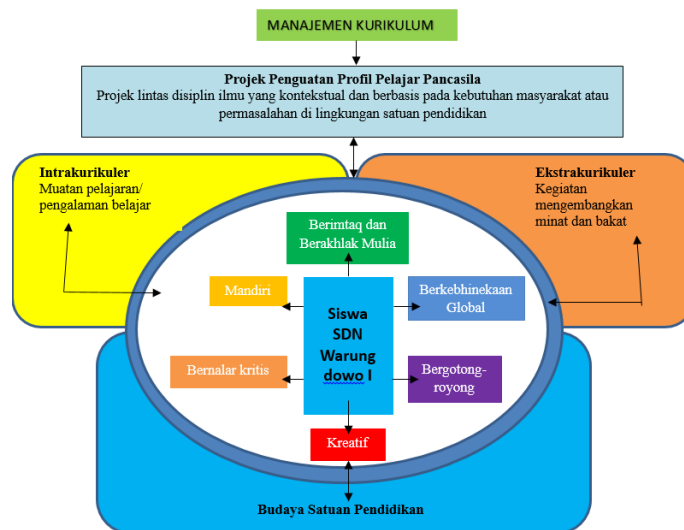 MANAJEMEN KURIKULUM
Projek Penguatan Profil Pelajar Pancasila
Projek lintas disiplin ilmu yang kontekstual dan berbasis pada kebutuhan masyarakat atau
permasalahan di lingkungan satuan pendidikan
Intrakurikuler
Muatan pelajaran/
pengalaman belajar
Ekstrakurikuler
Kegiatan
mengembangkan
minat dan bakat
Berimtaq dan
Berakhlak Mulia
Mandiri
Berkebhinekaan
Global
Siswa
SDN
Warung
dowo I
Bernalar kritis
Bergotong-
royong
Kreatif
Budaya Satuan Pendidikan